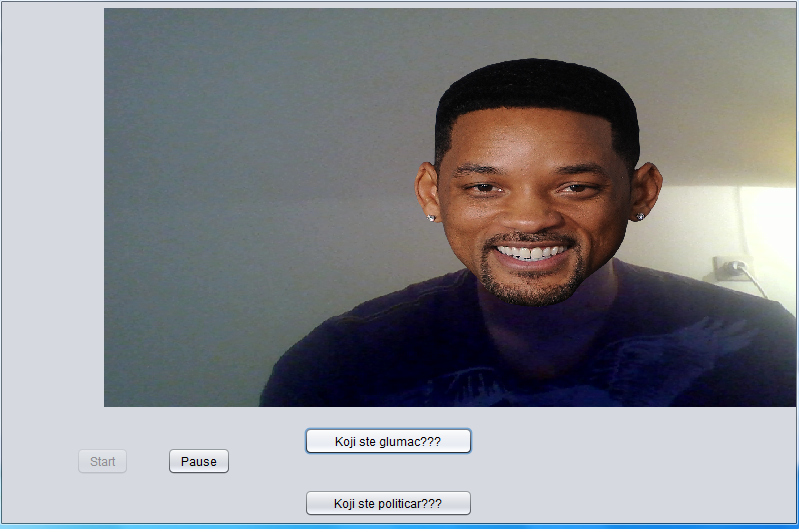 Koji ste glumac???
Start
Pause
Koji ste politicar???